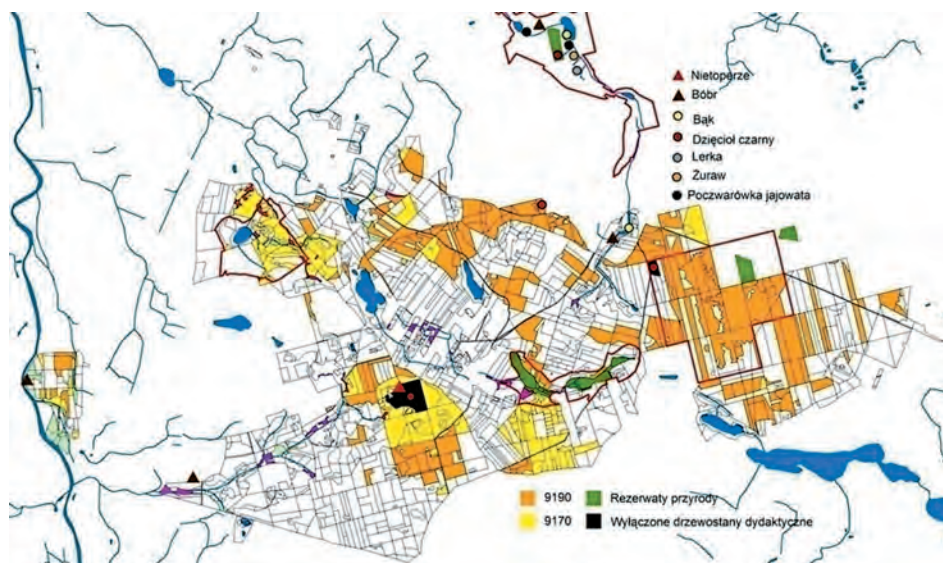 Nietoperze
Bóbr
Bąk
Dzięcioł czarny
Lerka
Żuraw
Poczwarówka jajowata
9190
Rezerwaty przyrody
9170
Wyłączone drzewostany dydaktyczne